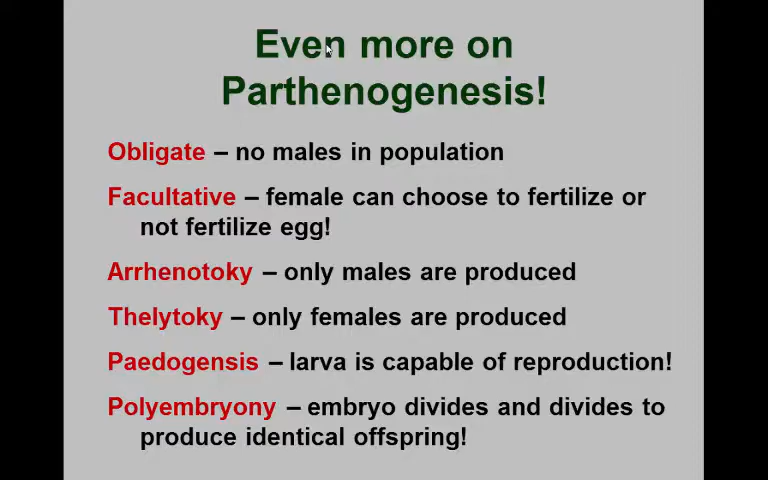 Even more on
Parthenogenesis!
Obligate – no males in population
Facultative – female can choose to fertilize or
not fertilize egg!
Arrhenotoky – only males are produced
Thelytoky – only females are produced
Paedogensis – larva is capable of reproduction!
Polyembryony – embryo divides and divides to
produce identical offspring!